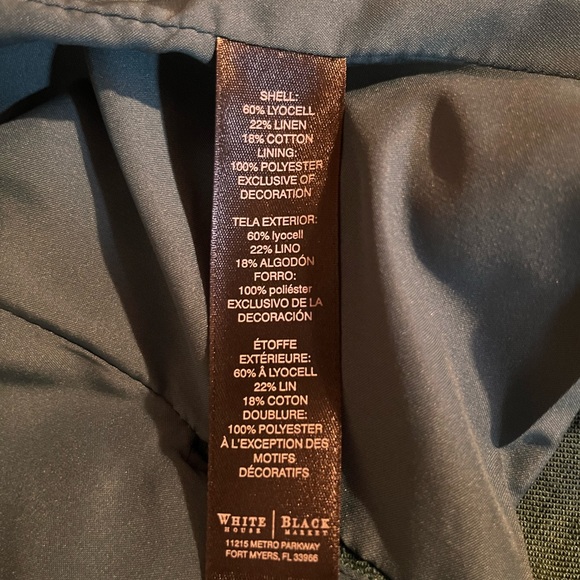 SHELL:
60% LYOCELL
22% LINEN
18% COTTON
LINING:
100% POLYESTER
EXCLUSIVE OF
DECORATION
TELA EXTERIOR:
60% lyocell
22% LINO
18% ALGODÓN
FORRO:
100% poliéster
EXCLUSIVO DE LA
DECORACIÓN
ÉTOFFE
EXTÉRIEURE:
60% Â LYOCELL
22% LIN
18% COTON
DOUBLURE:
100% POLYESTER
À L'EXCEPTION DES
MOTIFS
DÉCORATIFS
WHITE HOUSE | BLACK MARKET
11215 METRO PARKWAY
FORT MYERS, FL 33966